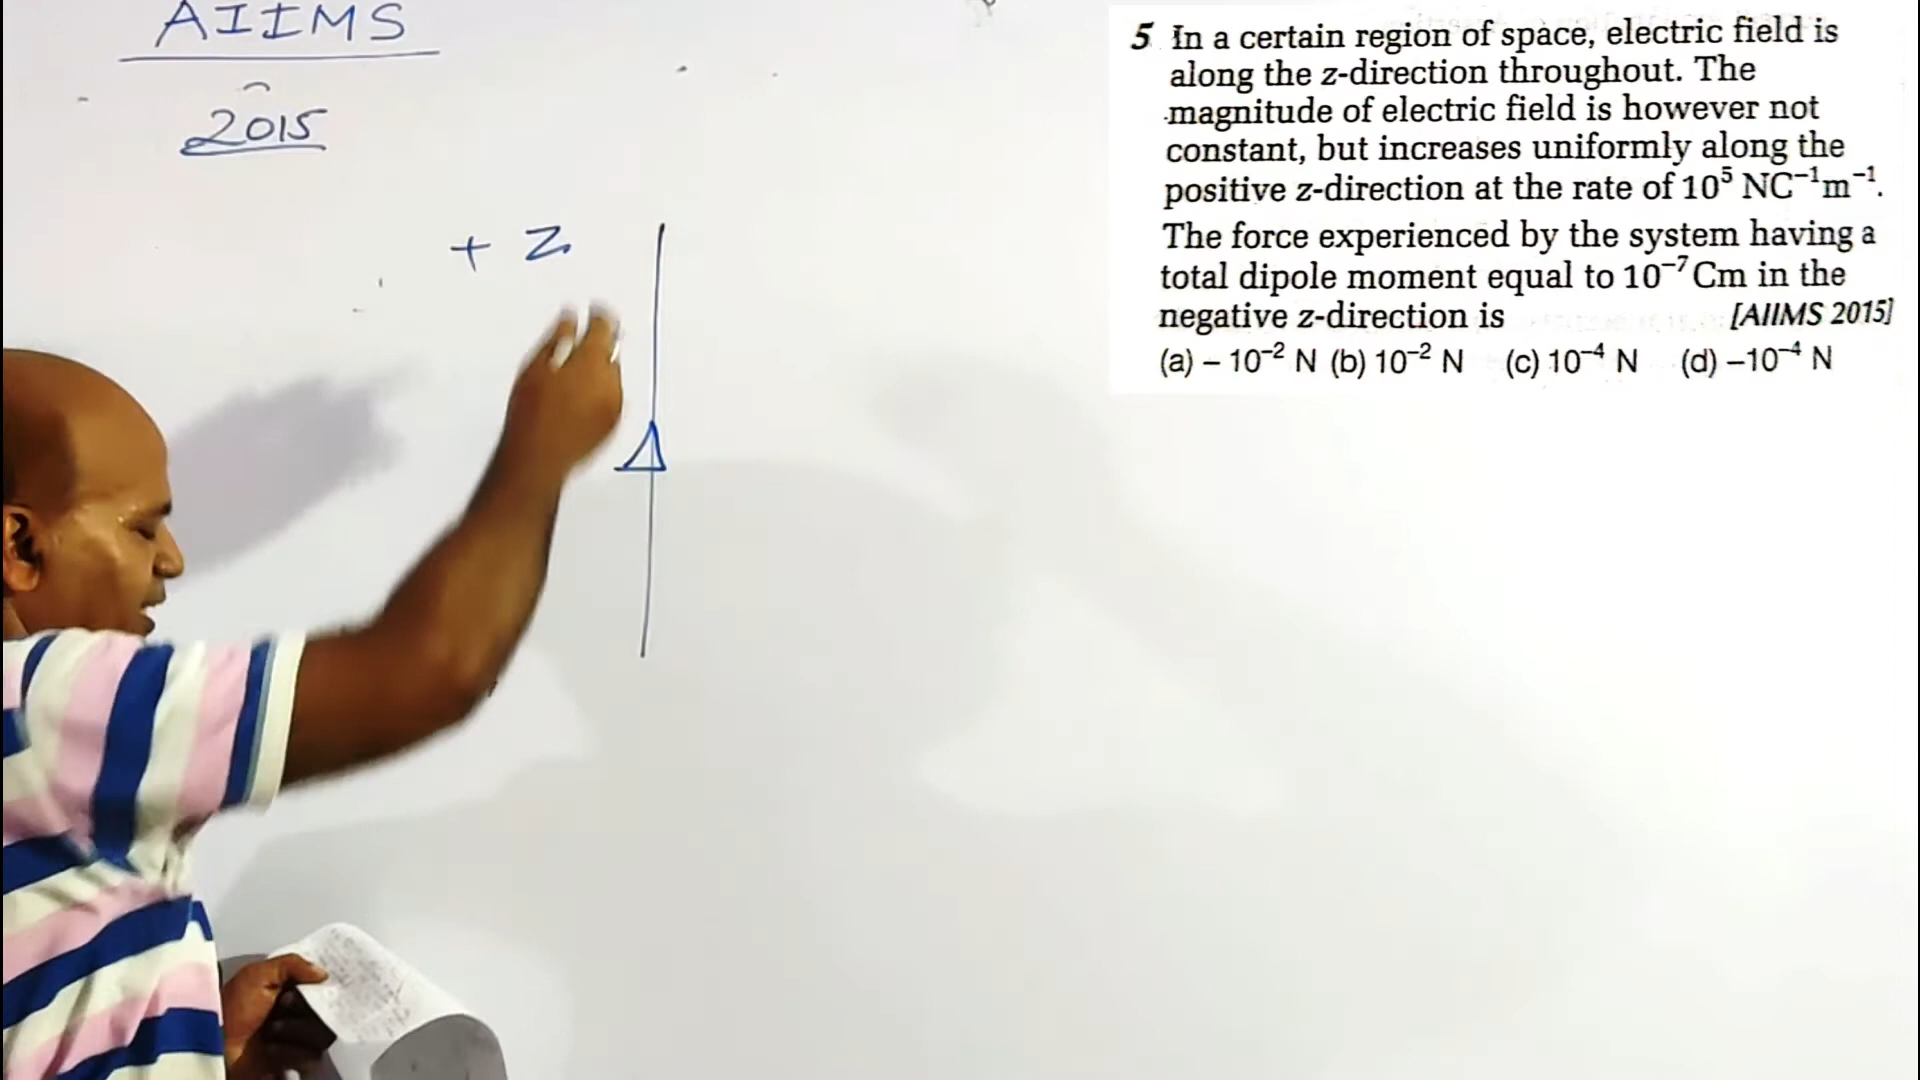 AIIMS
2015
+ Z
5 In a certain region of space, electric field is
along the z-direction throughout. The
magnitude of electric field is however not
constant, but increases uniformly along the
positive z-direction at the rate of 10⁵ NC⁻¹m⁻¹.
The force experienced by the system having a
total dipole moment equal to 10⁻⁷ Cm in the
negative z-direction is [AIIMS 2015]
(a) – 10⁻² N (b) 10⁻² N (c) 10⁻⁴ N (d) –10⁻⁴ N